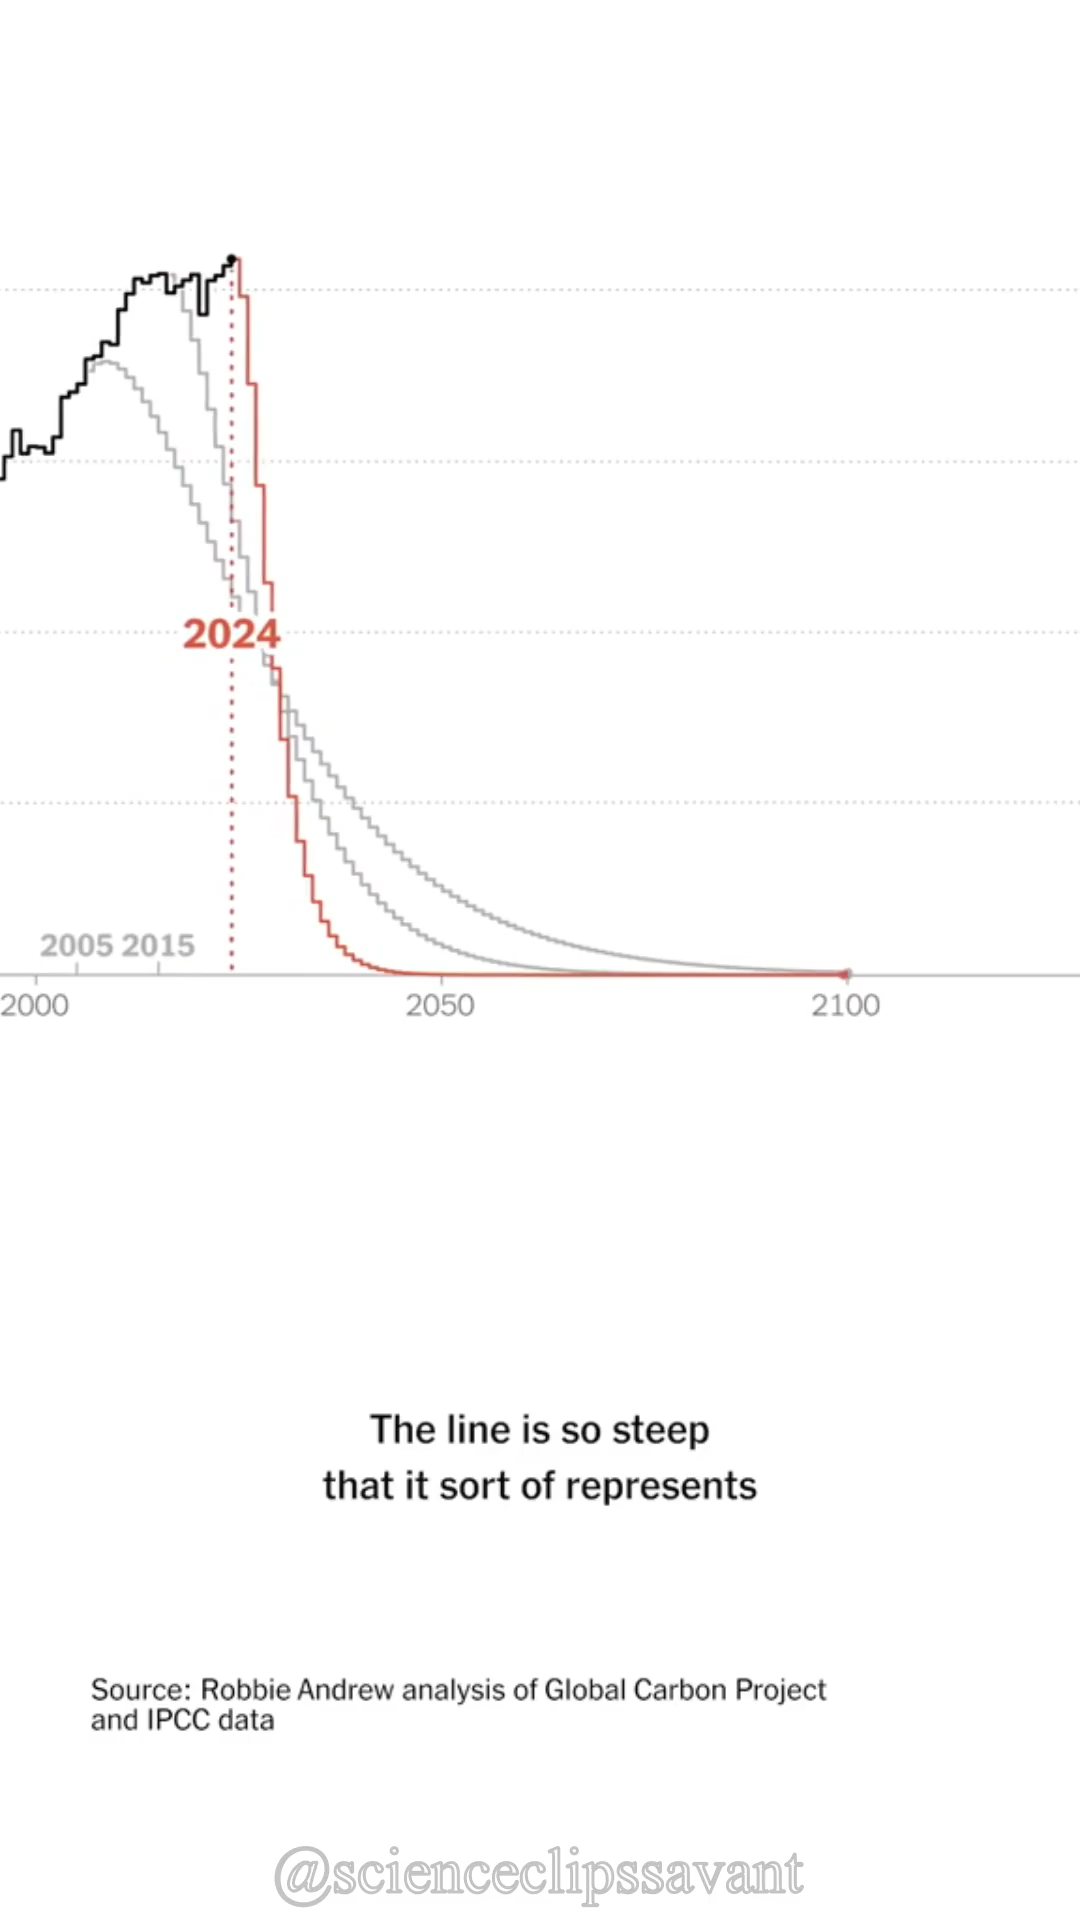 2024
2005 2015
2000 2050 2100
The line is so steep
that it sort of represents
Source: Robbie Andrew analysis of Global Carbon Project
and IPCC data
@scienceclipssavant